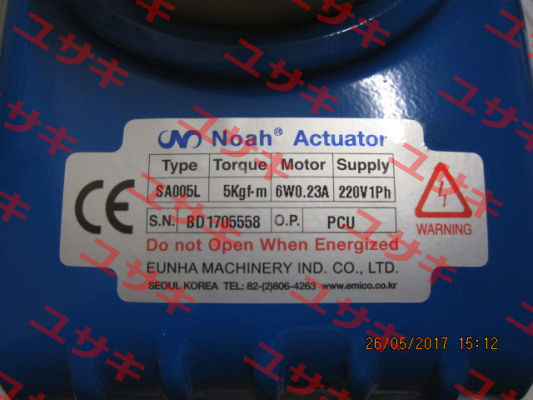 Noah® Actuator
Type Torque Motor Supply
SA005L 5Kgf-m 6W0.23A 220V1Ph
S.N. BD1705558 O.P. PCU
CE
WARNING
Do not Open When Energized
EUNHA MACHINERY IND. CO., LTD.
SEOUL KOREA TEL: 82-(2)806-4263 www.emico.co.kr
26/05/2017 15:12
ユサキ